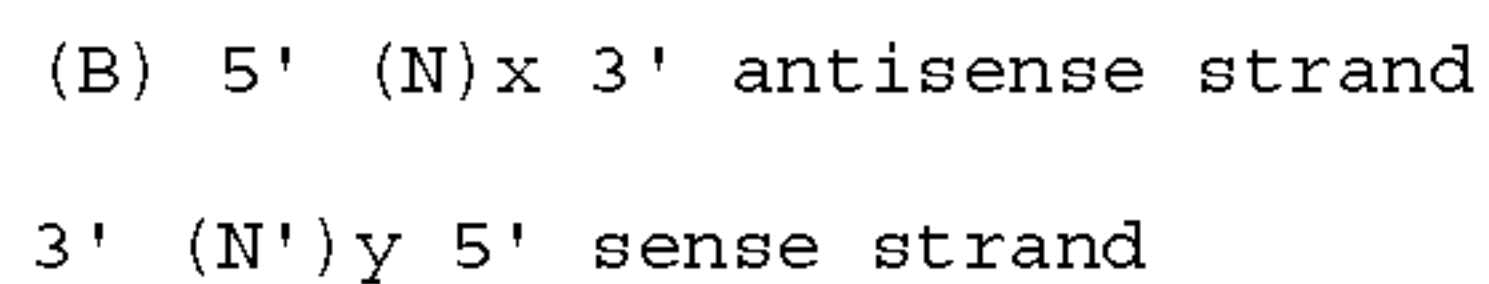 (B) 5' (N)x 3' antisense strand
3' (N')y 5' sense strand